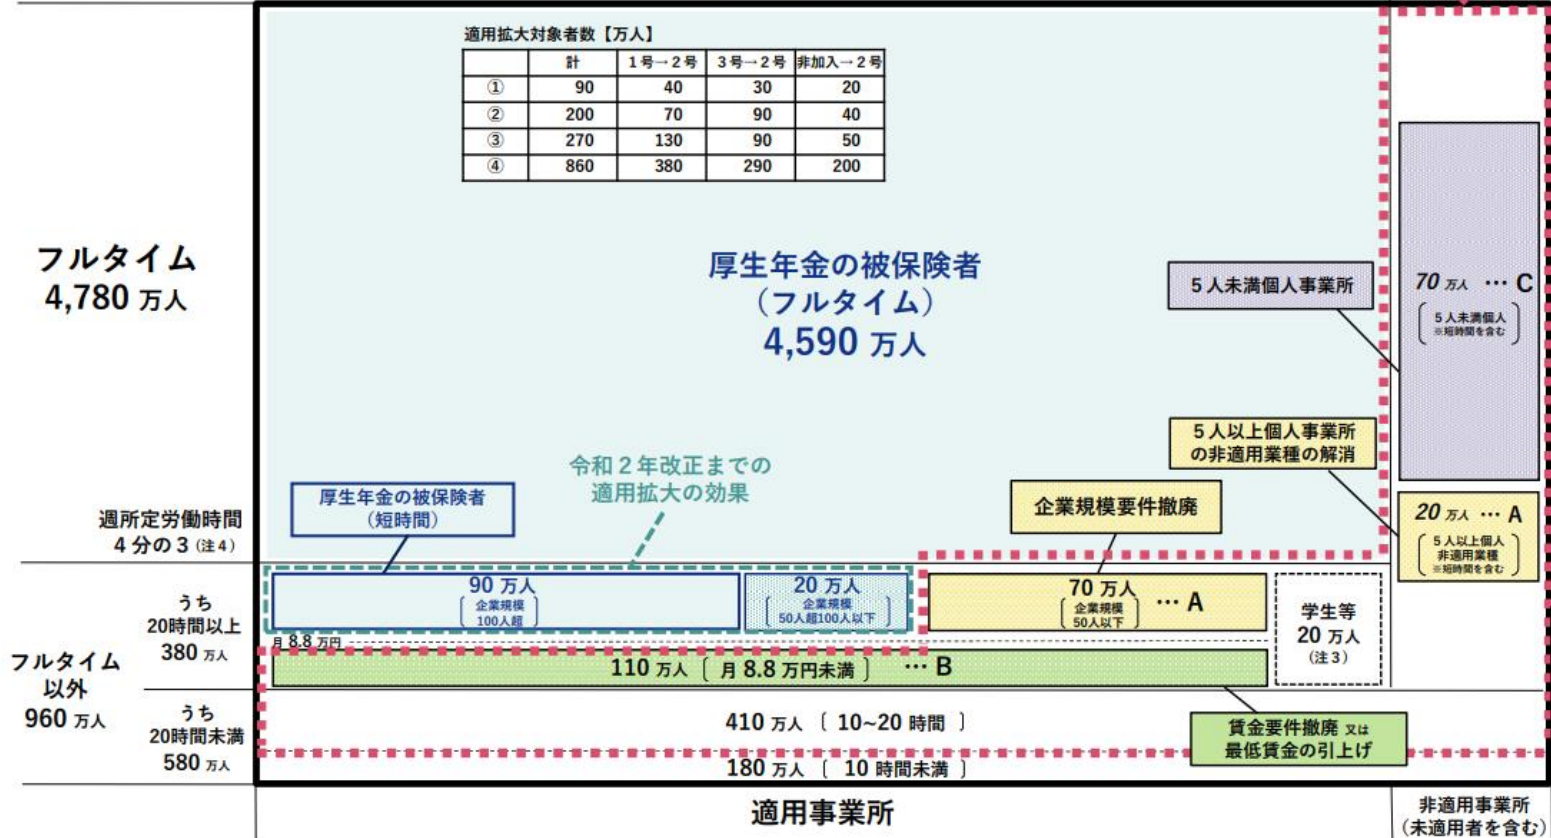 適用拡大対象者数【万人】
計 1号→2号 3号→2号 非加入→2号
① 90 40 30 20
② 200 70 90 40
③ 270 130 90 50
④ 860 380 290 200
フルタイム
4,780 万人
厚生年金の被保険者
（フルタイム）
4,590 万人
5人未満個人事業所
70 万人 … C
5人未満個人
※短時間を含む
5人以上個人事業所
の非適用業種の解消
20 万人 … A
5人以上個人
非適用業種
※短時間を含む
令和2年改正までの
適用拡大の効果
厚生年金の被保険者
（短時間）
企業規模要件撤廃
週所定労働時間
4分の3（注4）
90 万人
企業規模
100人超
20 万人
企業規模
50人超100人以下
70 万人 … A
企業規模
50人以下
学生等
20 万人
（注3）
うち
20時間以上
380 万人
月 8.8 万円
110 万人〔 月 8.8 万円未満 〕 … B
フルタイム
以外
960 万人
うち
20時間未満
580 万人
410 万人〔 10~20 時間 〕
賃金要件撤廃 又は
最低賃金の引上げ
180 万人〔 10 時間未満 〕
適用事業所
非適用事業所
（未適用者を含む）